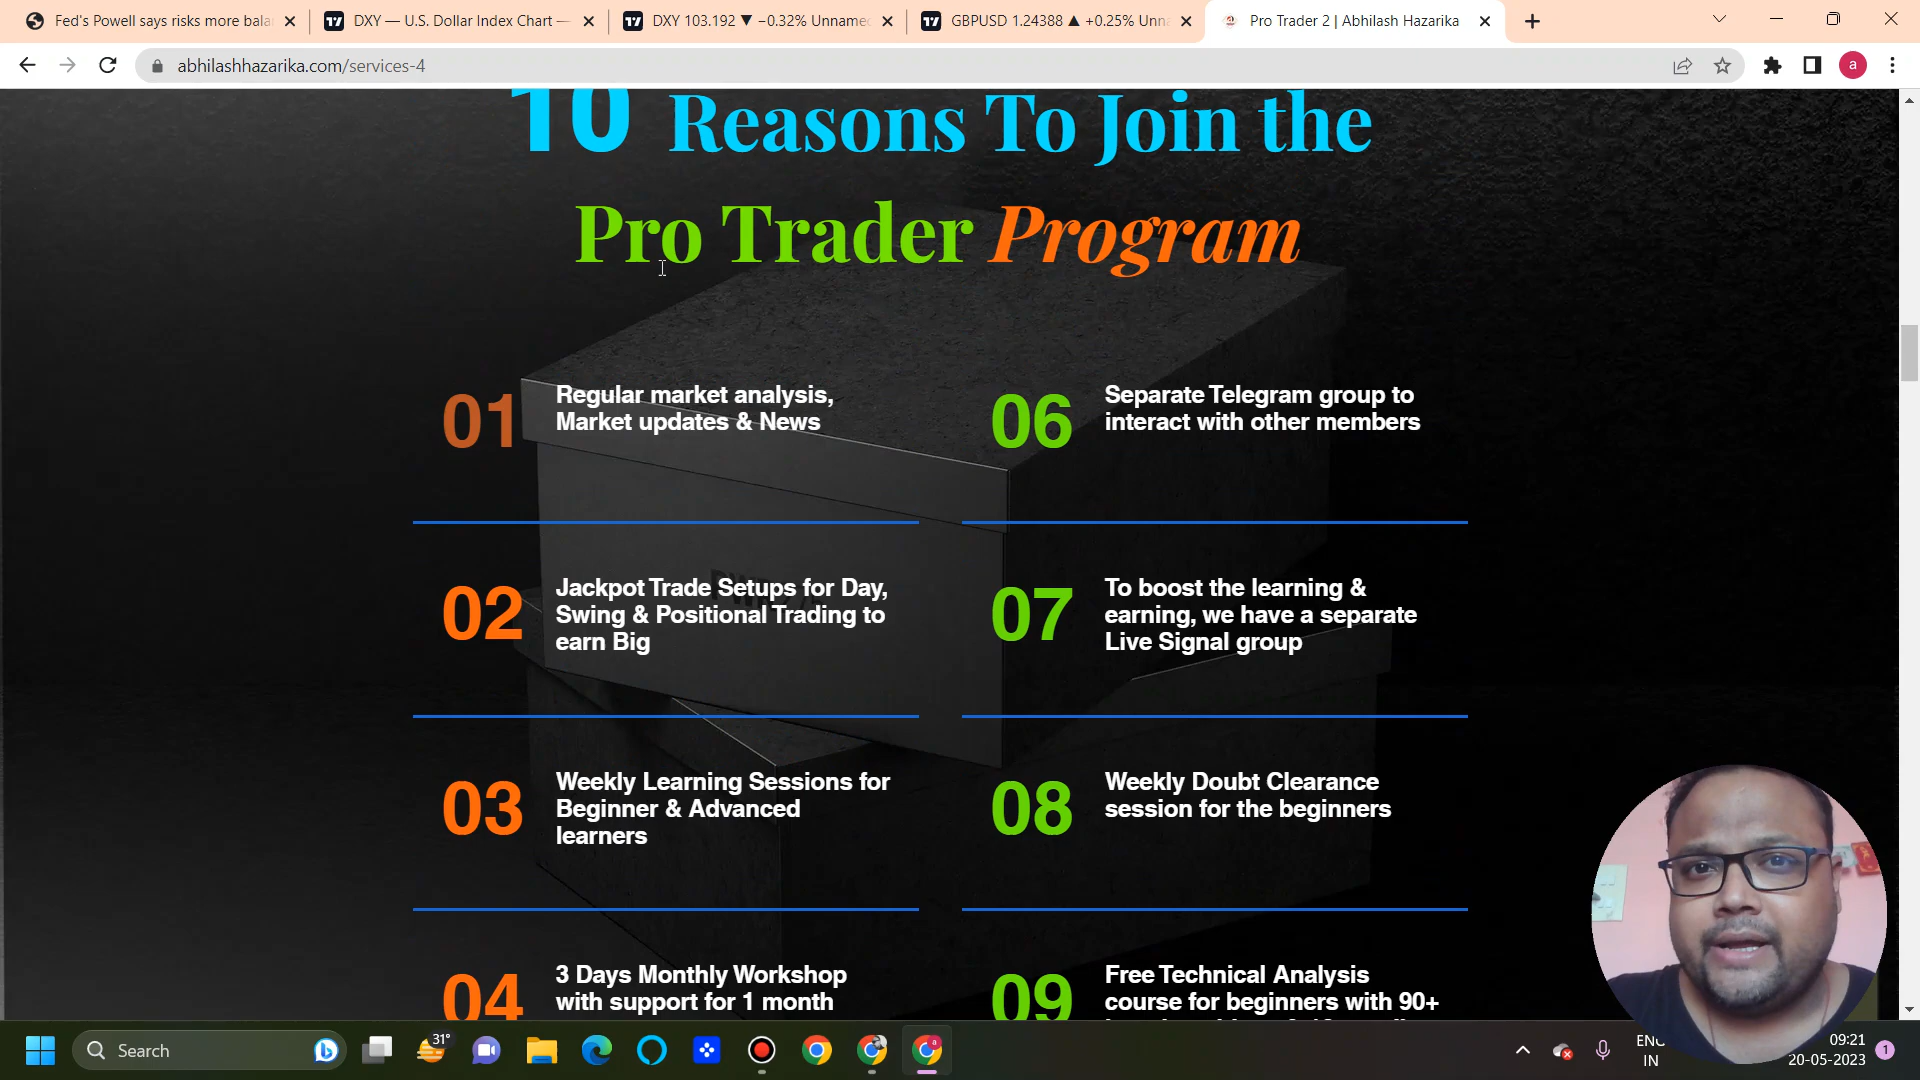 Fed's Powell says risks more bala
DXY — U.S. Dollar Index Chart —
DXY 103.192 ▼ −0.32% Unname
GBPUSD 1.24388 ▲ +0.25% Unn
Pro Trader 2 | Abhilash Hazarika
abhilashhazarika.com/services-4
a
10 Reasons To Join the
Pro Trader Program
01
Regular market analysis,
Market updates & News
02
Jackpot Trade Setups for Day,
Swing & Positional Trading to
earn Big
03
Weekly Learning Sessions for
Beginner & Advanced
learners
04
3 Days Monthly Workshop
with support for 1 month
06
Separate Telegram group to
interact with other members
07
To boost the learning &
earning, we have a separate
Live Signal group
08
Weekly Doubt Clearance
session for the beginners
09
Free Technical Analysis
course for beginners with 90+
Search
31°
ENG
IN
09:21
20-05-2023
1